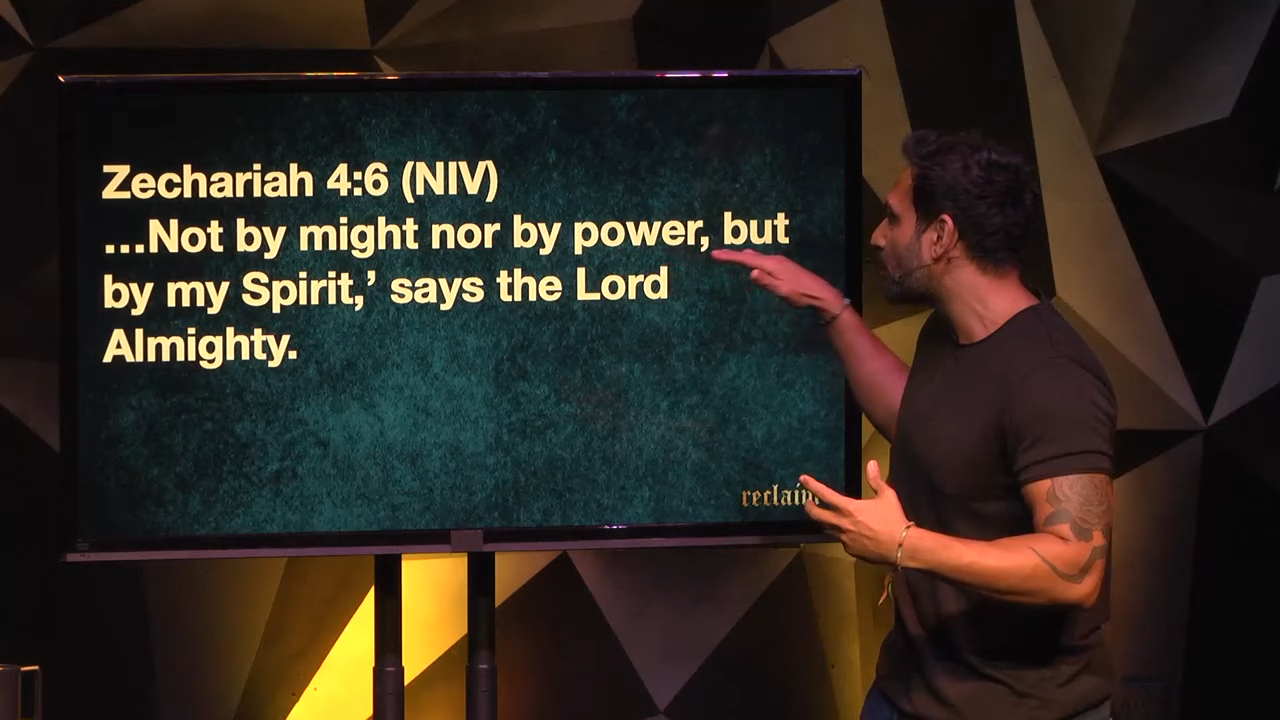 Zechariah 4:6 (NIV)
...Not by might nor by power, but
by my Spirit,’ says the Lord
Almighty.